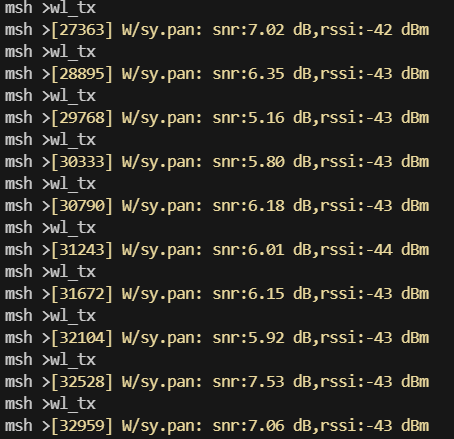 msh >wl_tx
msh >[27363] W/sy.pan: snr:7.02 dB,rssi:-42 dBm
msh >wl_tx
msh >[28895] W/sy.pan: snr:6.35 dB,rssi:-43 dBm
msh >wl_tx
msh >[29768] W/sy.pan: snr:5.16 dB,rssi:-43 dBm
msh >wl_tx
msh >[30333] W/sy.pan: snr:5.80 dB,rssi:-43 dBm
msh >wl_tx
msh >[30790] W/sy.pan: snr:6.18 dB,rssi:-43 dBm
msh >wl_tx
msh >[31243] W/sy.pan: snr:6.01 dB,rssi:-44 dBm
msh >wl_tx
msh >[31672] W/sy.pan: snr:6.15 dB,rssi:-43 dBm
msh >wl_tx
msh >[32104] W/sy.pan: snr:5.92 dB,rssi:-43 dBm
msh >wl_tx
msh >[32528] W/sy.pan: snr:7.53 dB,rssi:-43 dBm
msh >wl_tx
msh >[32959] W/sy.pan: snr:7.06 dB,rssi:-43 dBm